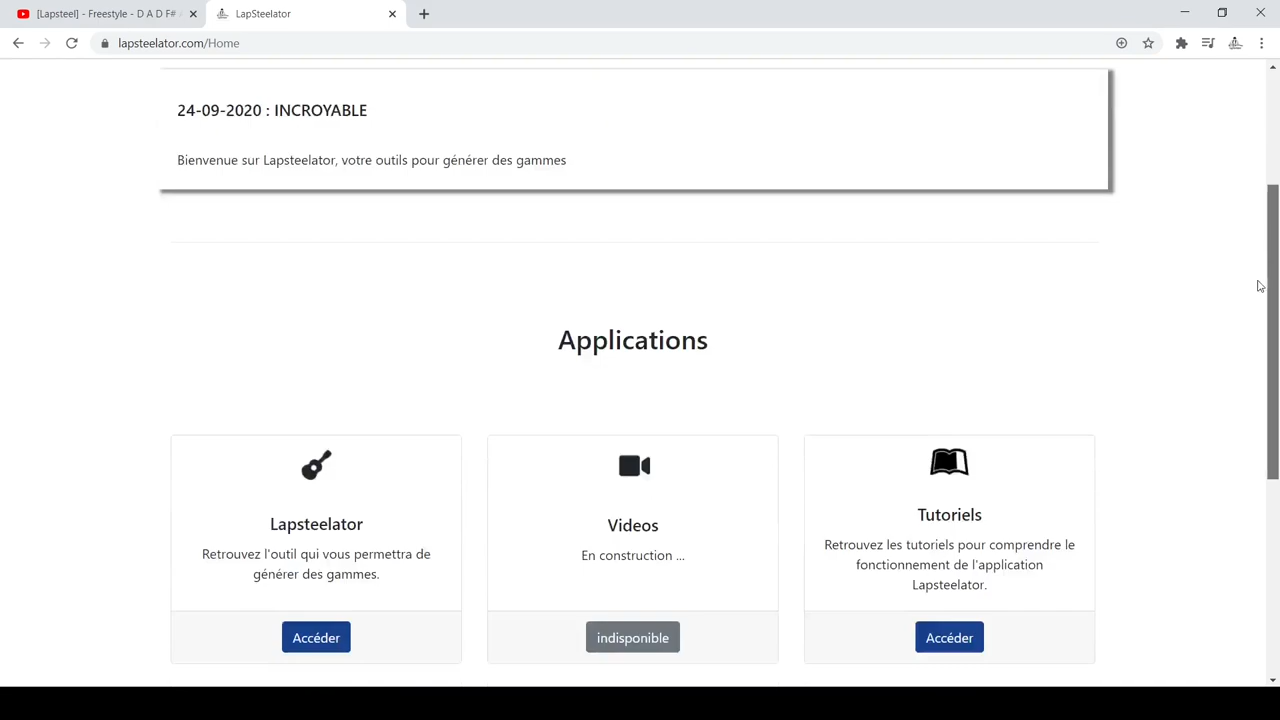 [Lapsteel] - Freestyle - D A D F#
LapSteelator
lapsteelator.com/Home
24-09-2020 : INCROYABLE
Bienvenue sur Lapsteelator, votre outils pour générer des gammes
Applications
Lapsteelator
Retrouvez l'outil qui vous permettra de
générer des gammes.
Accéder
Videos
En construction ...
indisponible
Tutoriels
Retrouvez les tutoriels pour comprendre le
fonctionnement de l'application
Lapsteelator.
Accéder